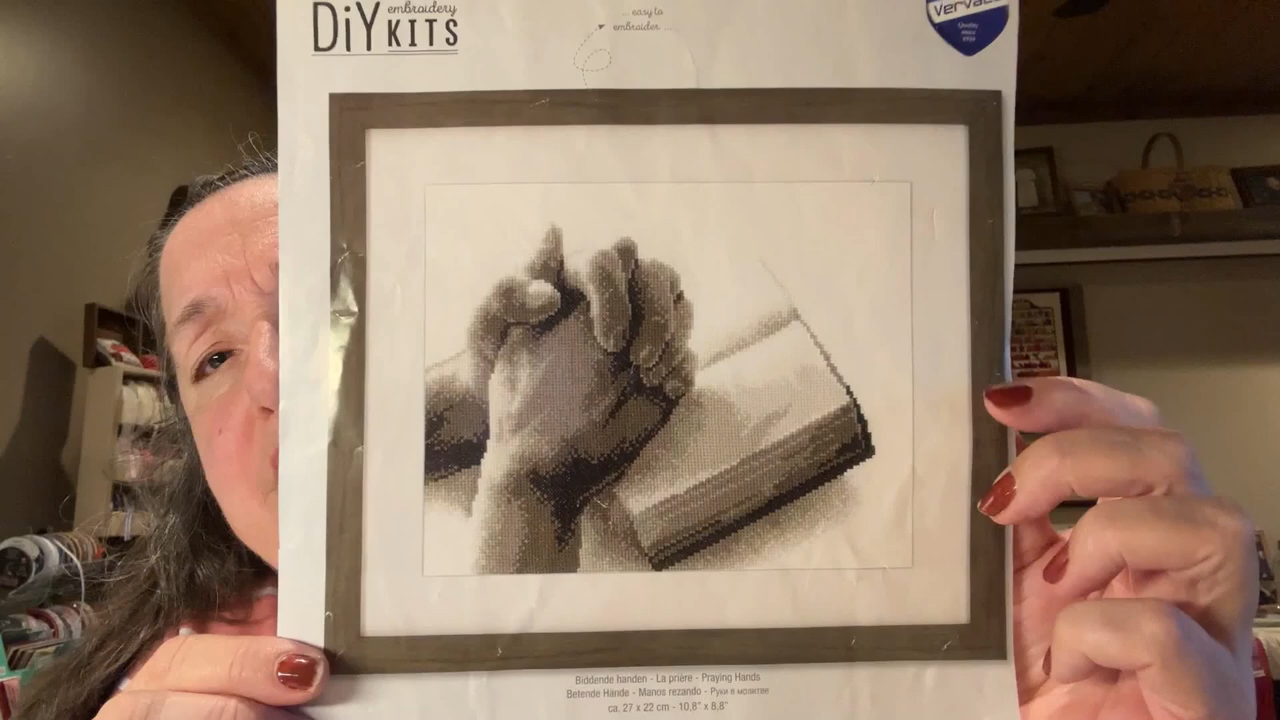 DiY embroidery KITS
... easy to
embroider ...
Vervaco
Biddende handen - La prière - Praying Hands
Betende Hände - Manos rezando - Руки в молитве
ca. 27 x 22 cm - 10,8" x 8,8"